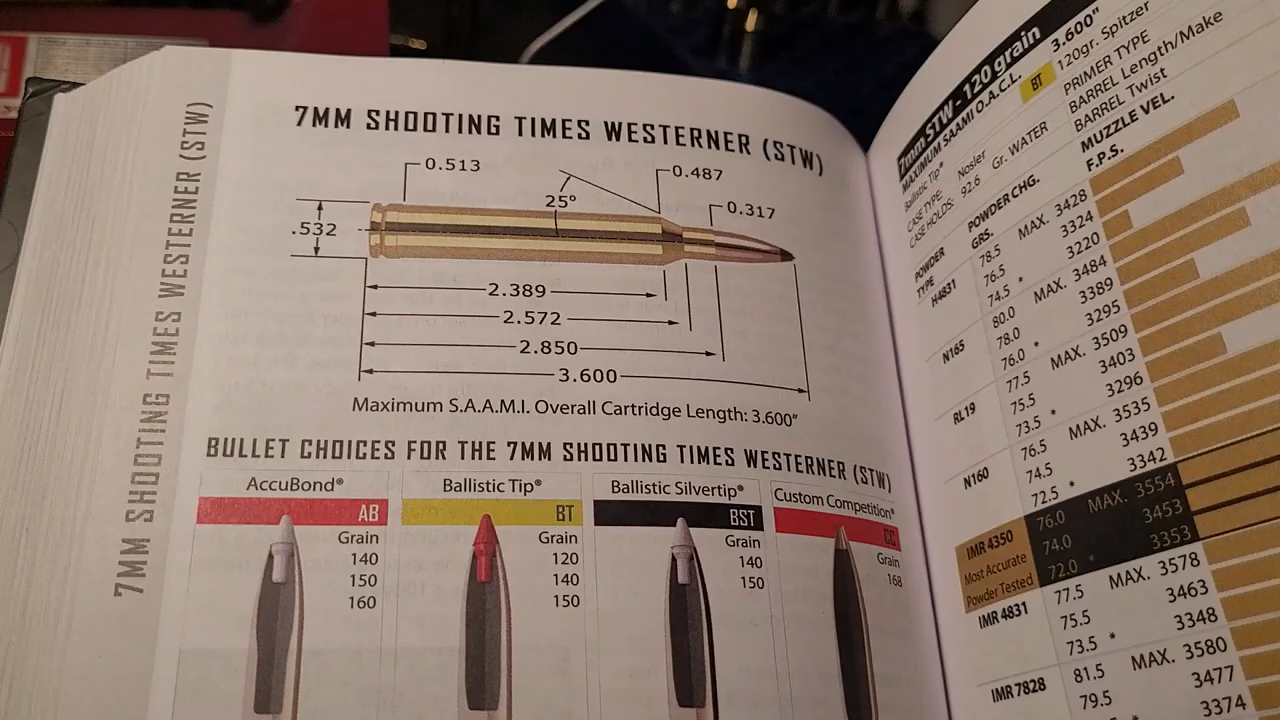 7MM SHOOTING TIMES WESTERNER (STW)
7MM SHOOTING TIMES WESTERNER (STW)
0.513
0.487
25°
0.317
.532
2.389
2.572
2.850
3.600
Maximum S.A.A.M.I. Overall Cartridge Length: 3.600"
BULLET CHOICES FOR THE 7MM SHOOTING TIMES WESTERNER (STW)
AccuBond®
AB
Grain
140
150
160
Ballistic Tip®
BT
Grain
120
140
150
Ballistic Silvertip®
BST
Grain
140
150
Custom Competition®
CC
Grain
168
7mm STW - 120 grain
MAXIMUM SAAMI O.A.C.L. 3.600"
Ballistic Tip® BT 120gr. Spitzer
CASE TYPE: Nosler PRIMER TYPE
CASE HOLDS: 92.6 Gr. WATER BARREL Length/Make
BARREL Twist
POWDER TYPE POWDER CHG. GRS. MUZZLE VEL. F.P.S.
78.5 MAX. 3428
H4831 76.5 3324
74.5 * 3220
80.0 MAX. 3484
N165 78.0 3389
76.0 * 3295
77.5 MAX. 3509
RL19 75.5 3403
73.5 * 3296
76.5 MAX. 3535
N160 74.5 3439
72.5 * 3342
IMR 4350 76.0 MAX. 3554
Most Accurate 74.0 3453
Powder Tested 72.0 * 3353
77.5 MAX. 3578
IMR 4831 75.5 3463
73.5 * 3348
81.5 MAX. 3580
IMR 7828 79.5 3477
3374